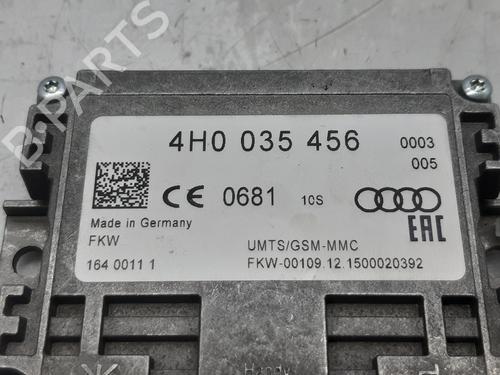 B-PARTS
4H0 035 456 0003
005
CE 0681 10S
EAC
Made in Germany
FKW UMTS/GSM-MMC
164 0011 1 FKW-00109.12.1500020392
Handy